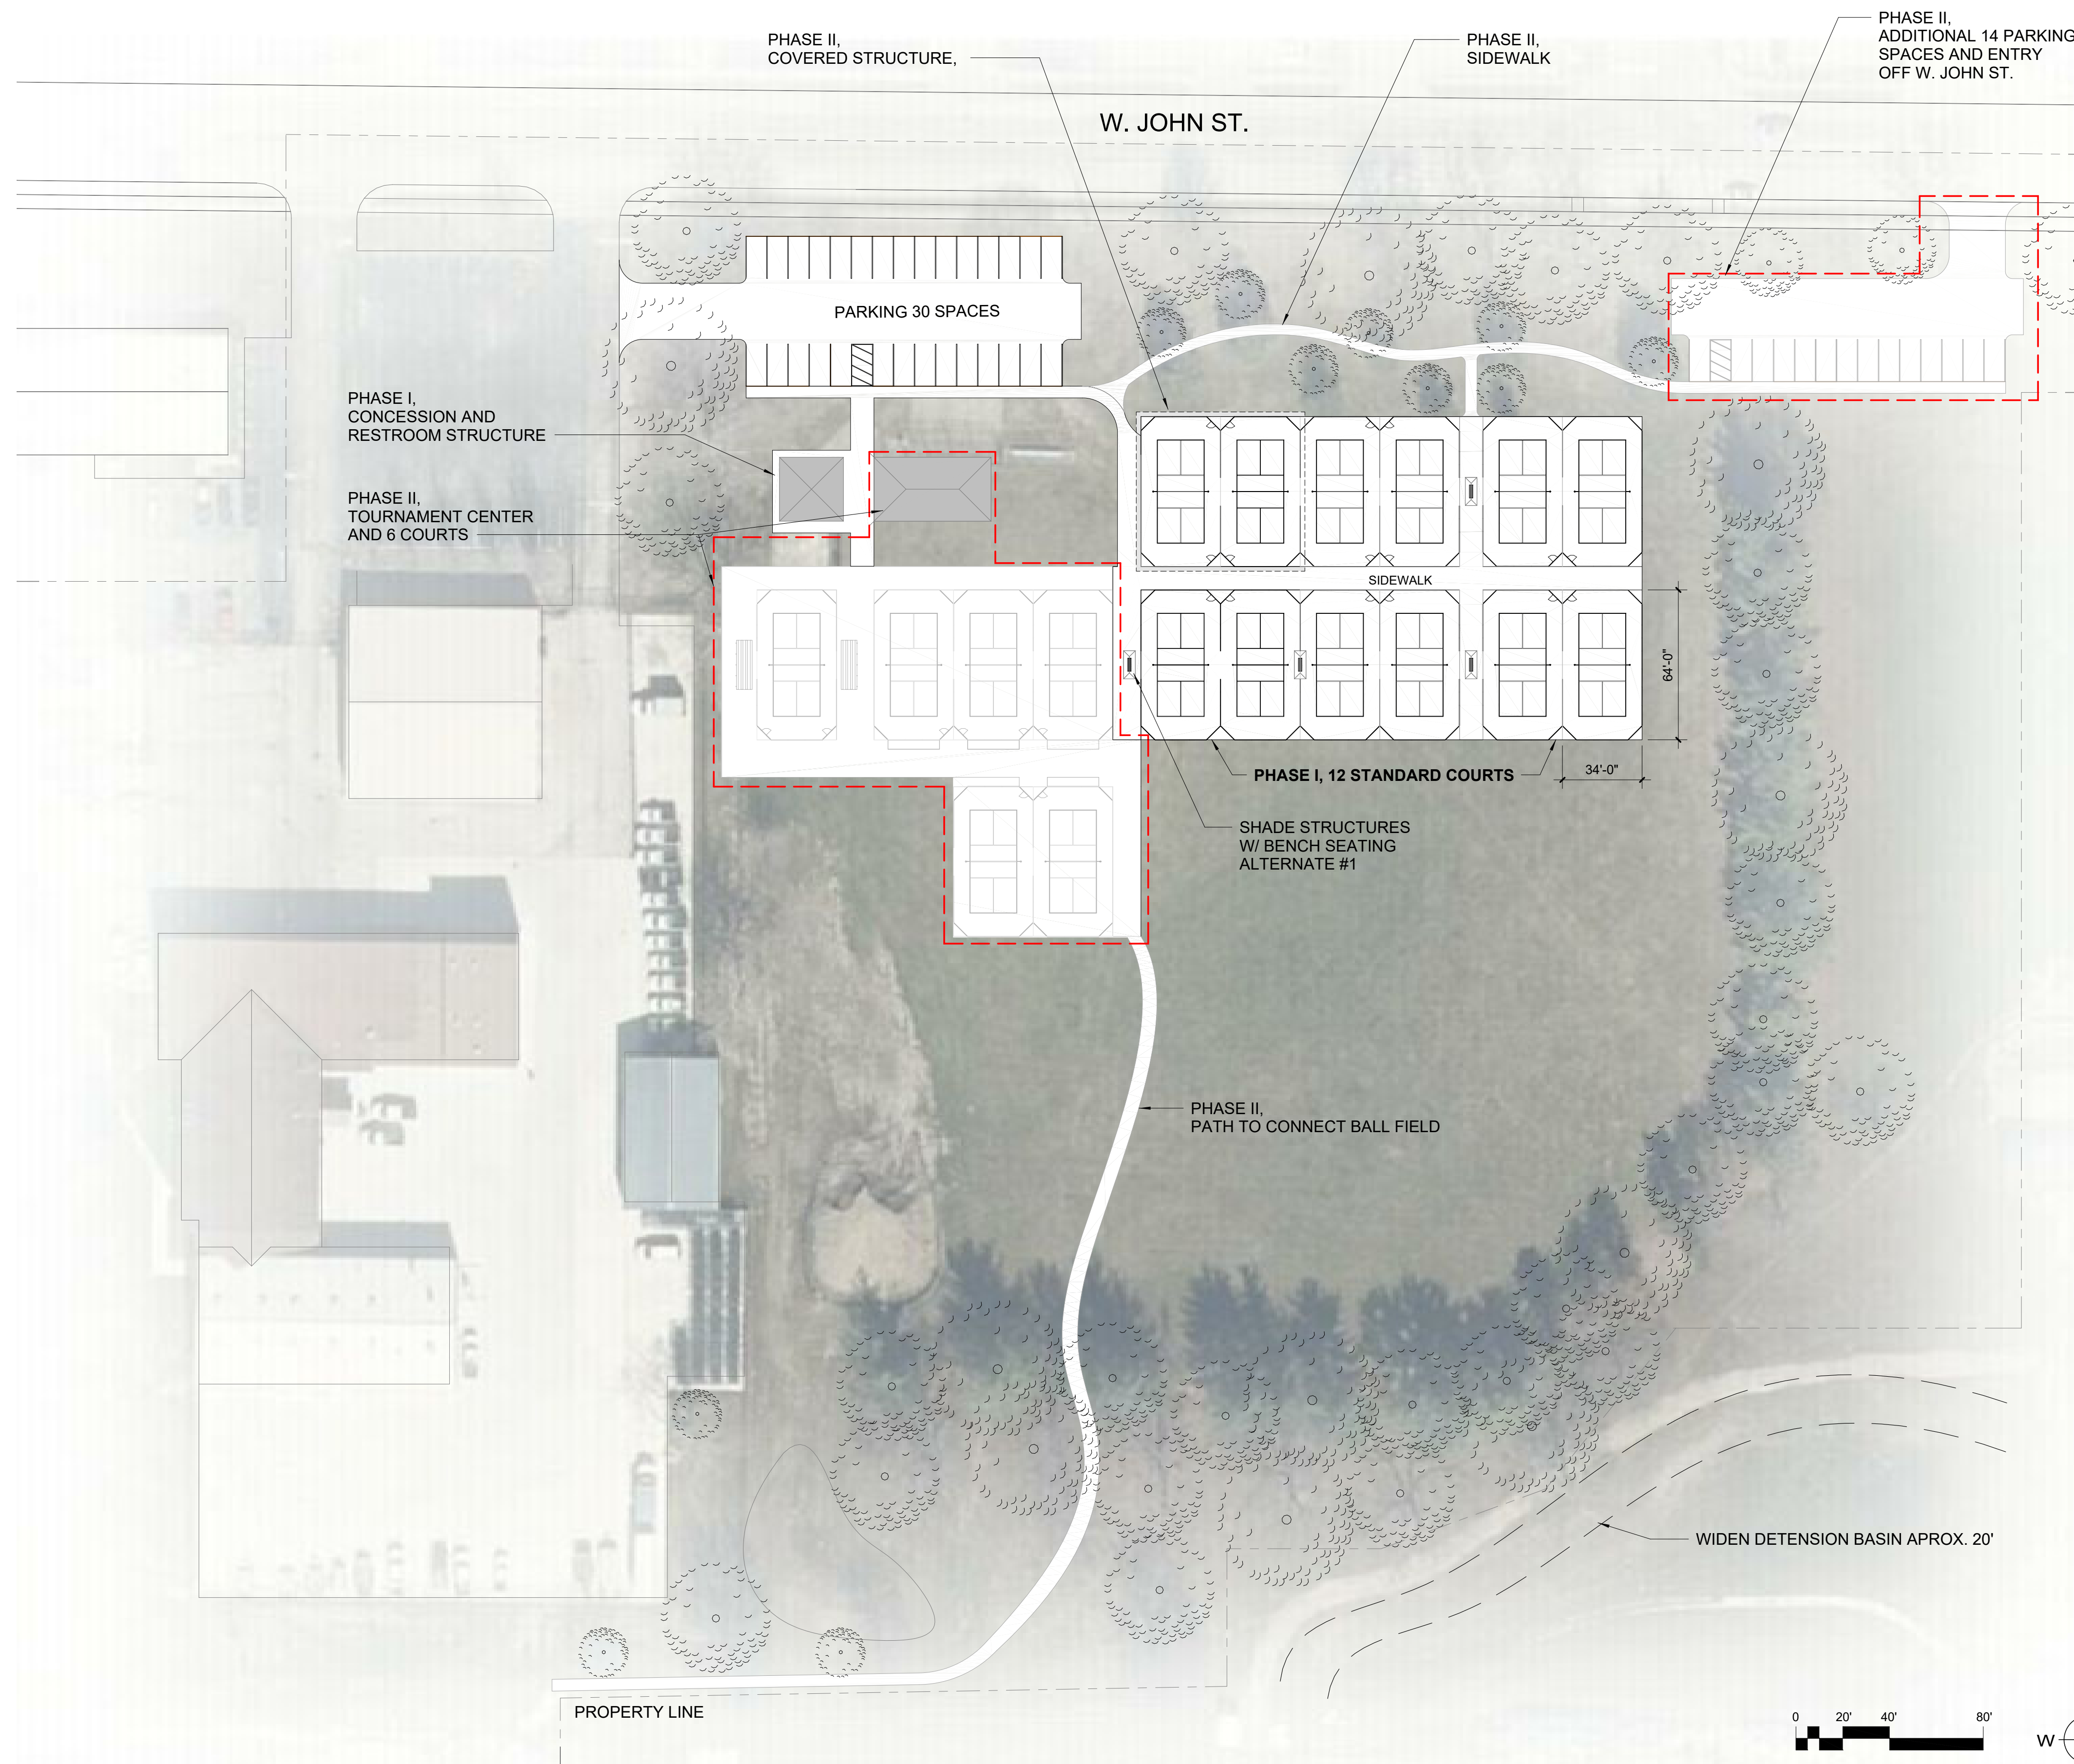 PHASE II,
COVERED STRUCTURE,
PHASE II,
SIDEWALK
PHASE II,
ADDITIONAL 14 PARKING
SPACES AND ENTRY
OFF W. JOHN ST.
W. JOHN ST.
PARKING 30 SPACES
PHASE I,
CONCESSION AND
RESTROOM STRUCTURE
PHASE II,
TOURNAMENT CENTER
AND 6 COURTS
SIDEWALK
64'-0"
34'-0"
PHASE I, 12 STANDARD COURTS
SHADE STRUCTURES
W/ BENCH SEATING
ALTERNATE #1
PHASE II,
PATH TO CONNECT BALL FIELD
WIDEN DETENSION BASIN APROX. 20'
PROPERTY LINE
0 20' 40' 80'
W